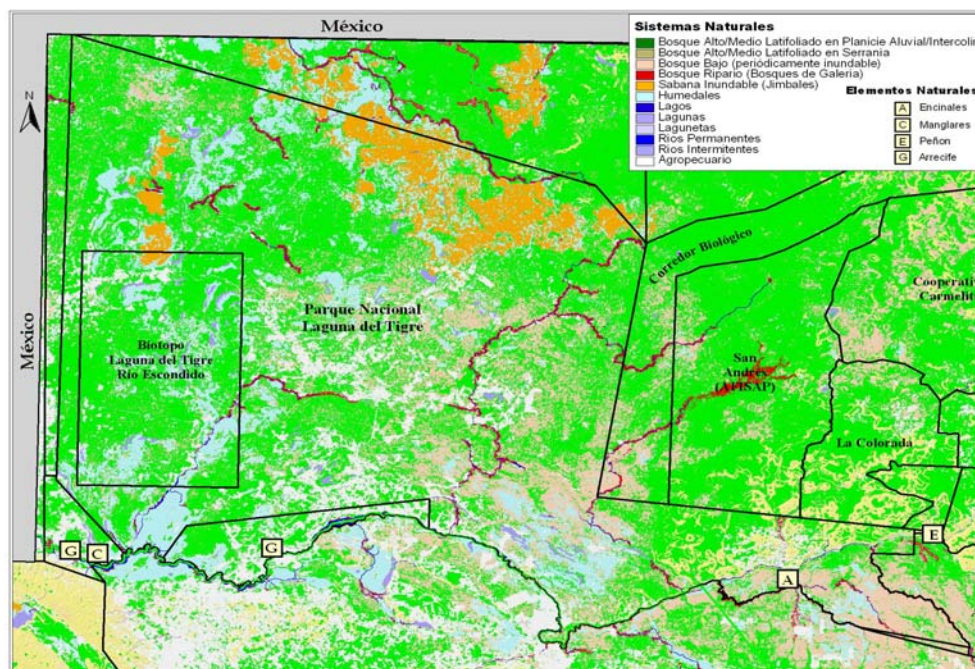 México
México
N
Sistemas Naturales
Bosque Alto/Medio Latifoliado en Planicie Aluvial/Intercolin
Bosque Alto/Medio Latifoliado en Serrania
Bosque Bajo (periódicamente inundable)
Bosque Ripario (Bosques de Galeria)
Sabana Inundable (Jimbales)
Humedales
Lagos
Lagunas
Lagunetas
Rios Permanentes
Rios Intermitentes
Agropecuario
Elementos Naturales
A Encinales
C Manglares
E Peñon
G Arrecife
Corredor Biológico
Parque Nacional
Laguna del Tigre
Biotopo
Laguna del Tigre
Río Escondido
San
Andres
(AFISAP)
Cooperativ
Carmelit
La Colorada
G
C
G
A
E